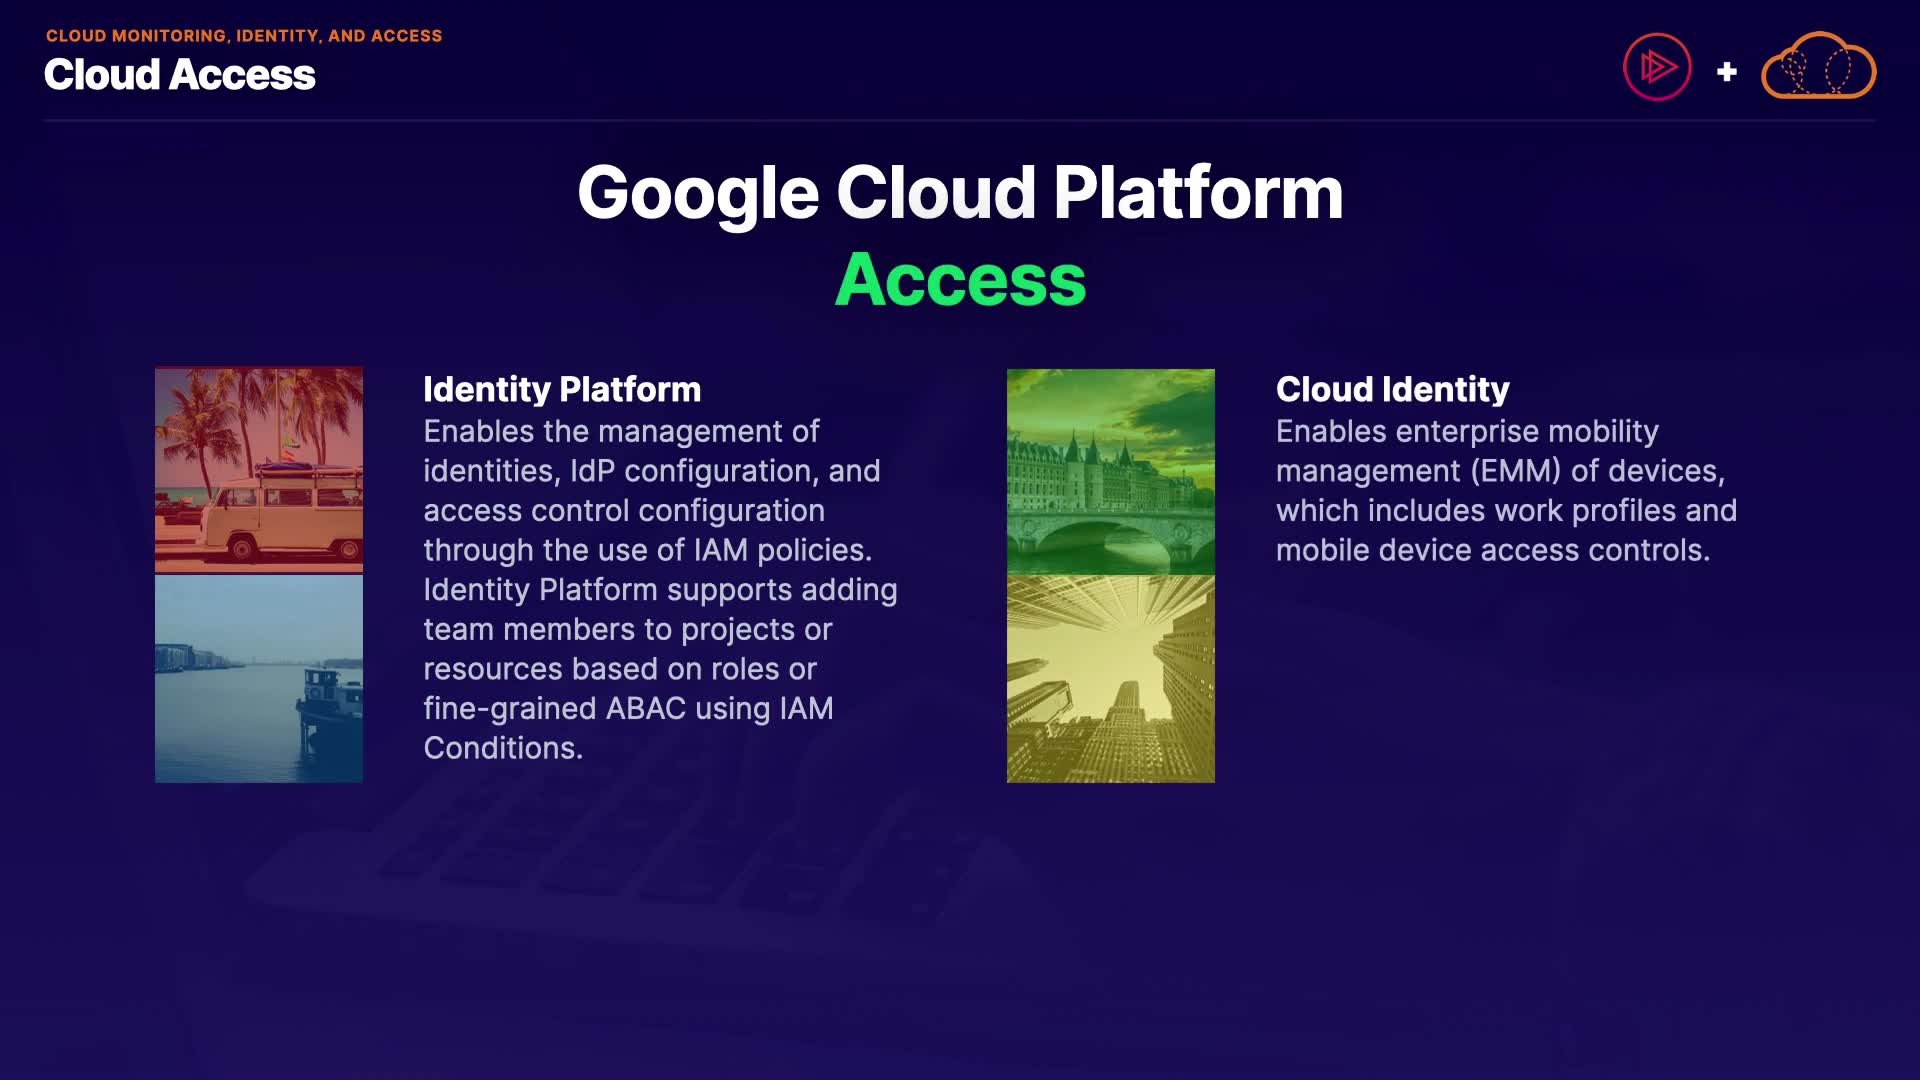 CLOUD MONITORING, IDENTITY, AND ACCESS
Cloud Access
+
Google Cloud Platform
Access
Identity Platform
Enables the management of
identities, IdP configuration, and
access control configuration
through the use of IAM policies.
Identity Platform supports adding
team members to projects or
resources based on roles or
fine-grained ABAC using IAM
Conditions.
Cloud Identity
Enables enterprise mobility
management (EMM) of devices,
which includes work profiles and
mobile device access controls.